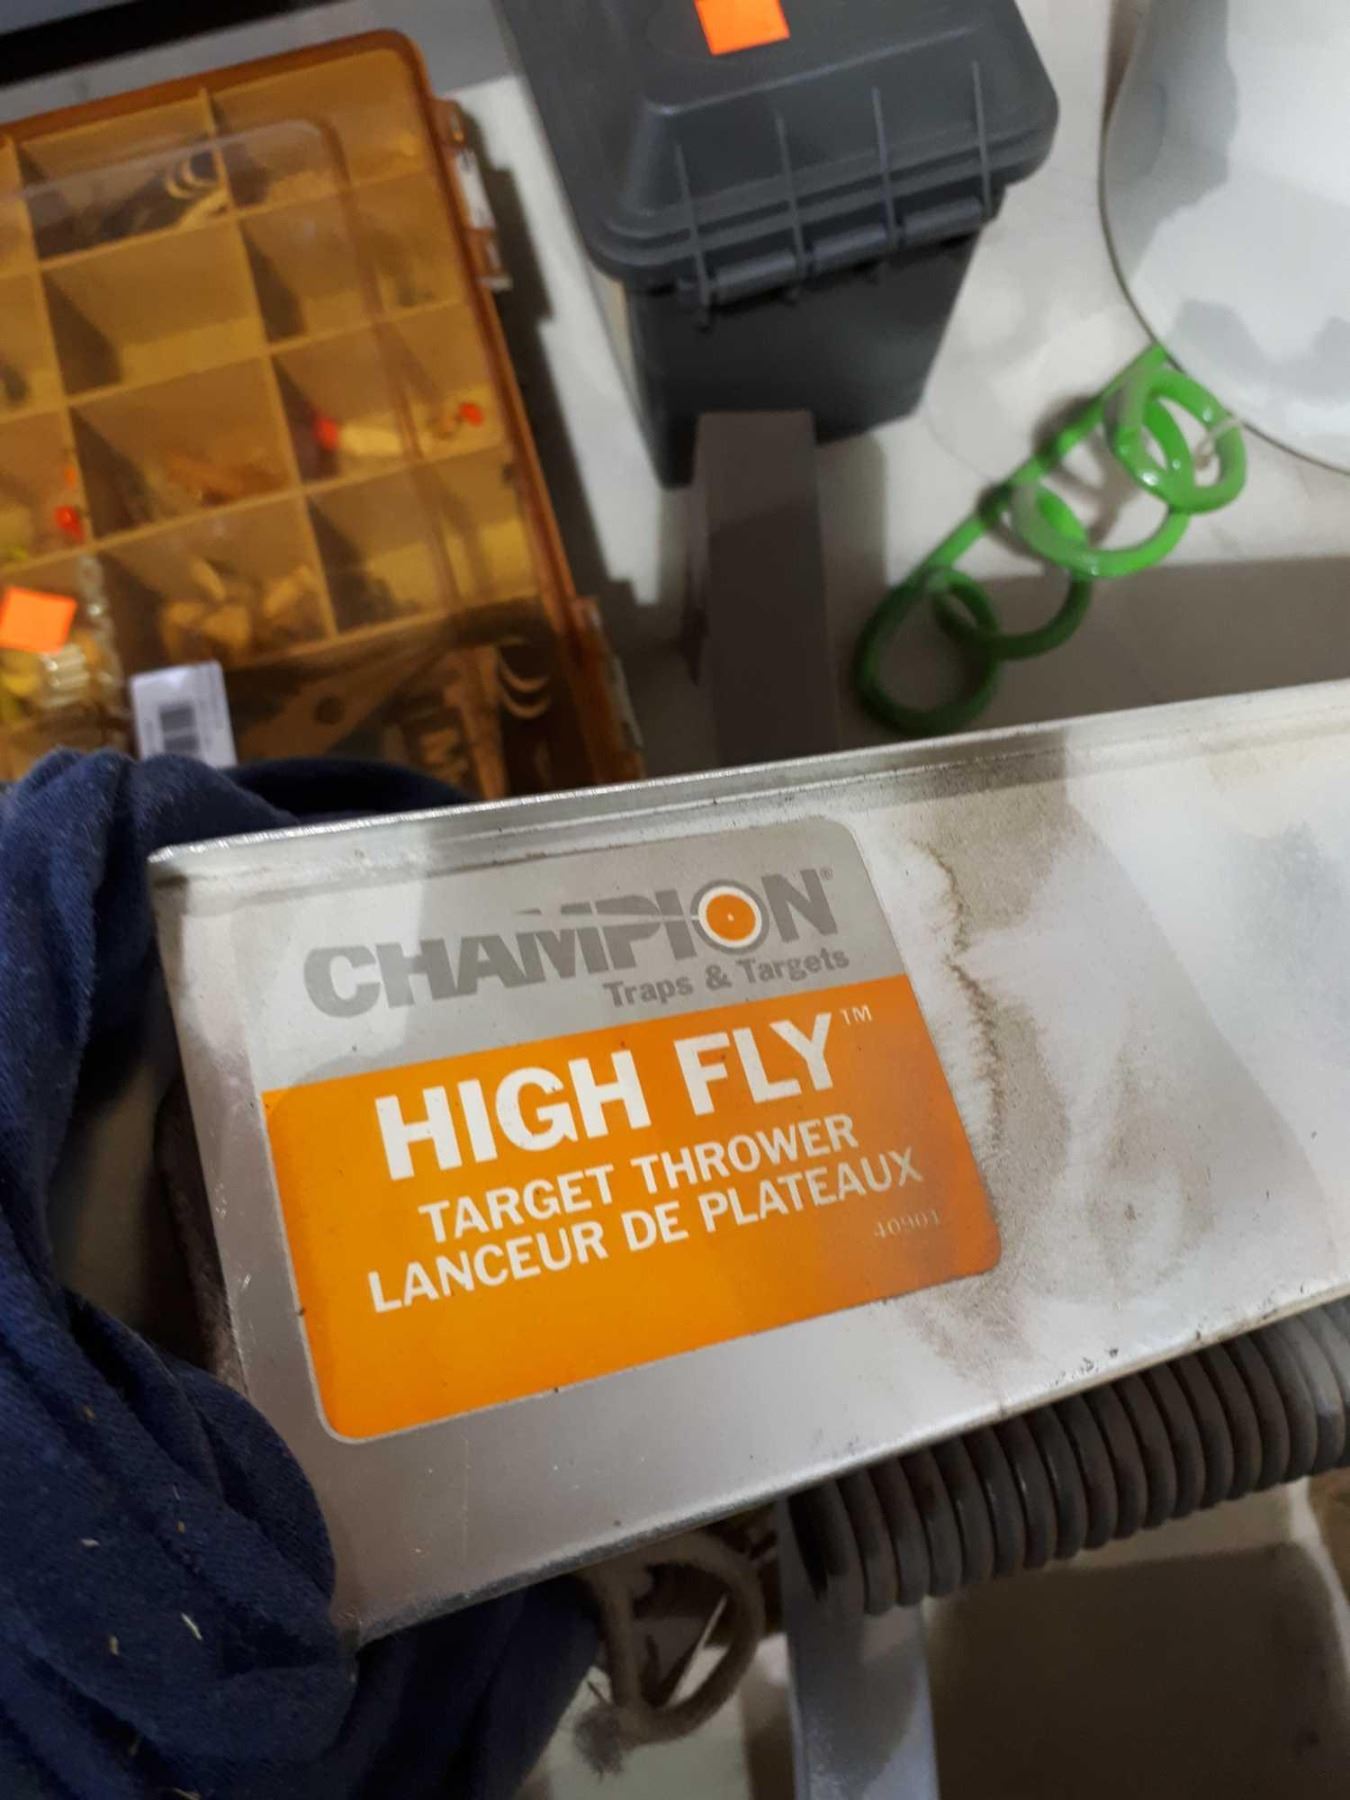 CHAMPION®
Traps & Targets
HIGH FLY™
TARGET THROWER
LANCEUR DE PLATEAUX
40901